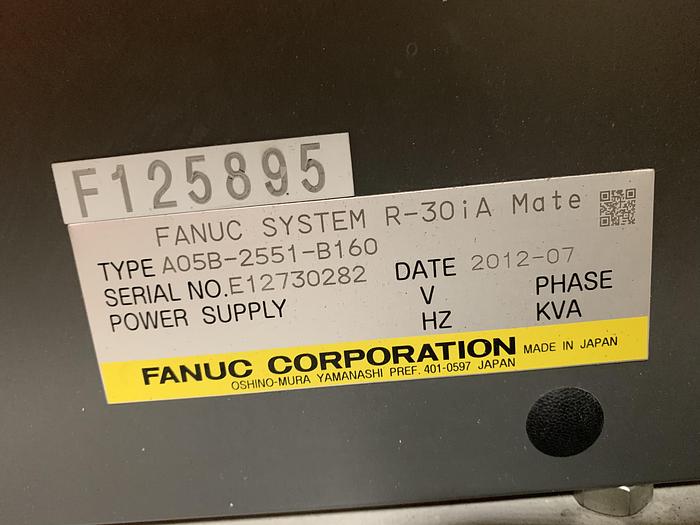 F125895
FANUC SYSTEM R-30iA Mate
TYPE A05B-2551-B160
SERIAL NO.E12730282 DATE 2012-07
POWER SUPPLY V PHASE
HZ KVA
FANUC CORPORATION MADE IN JAPAN
OSHINO-MURA YAMANASHI PREF. 401-0597 JAPAN